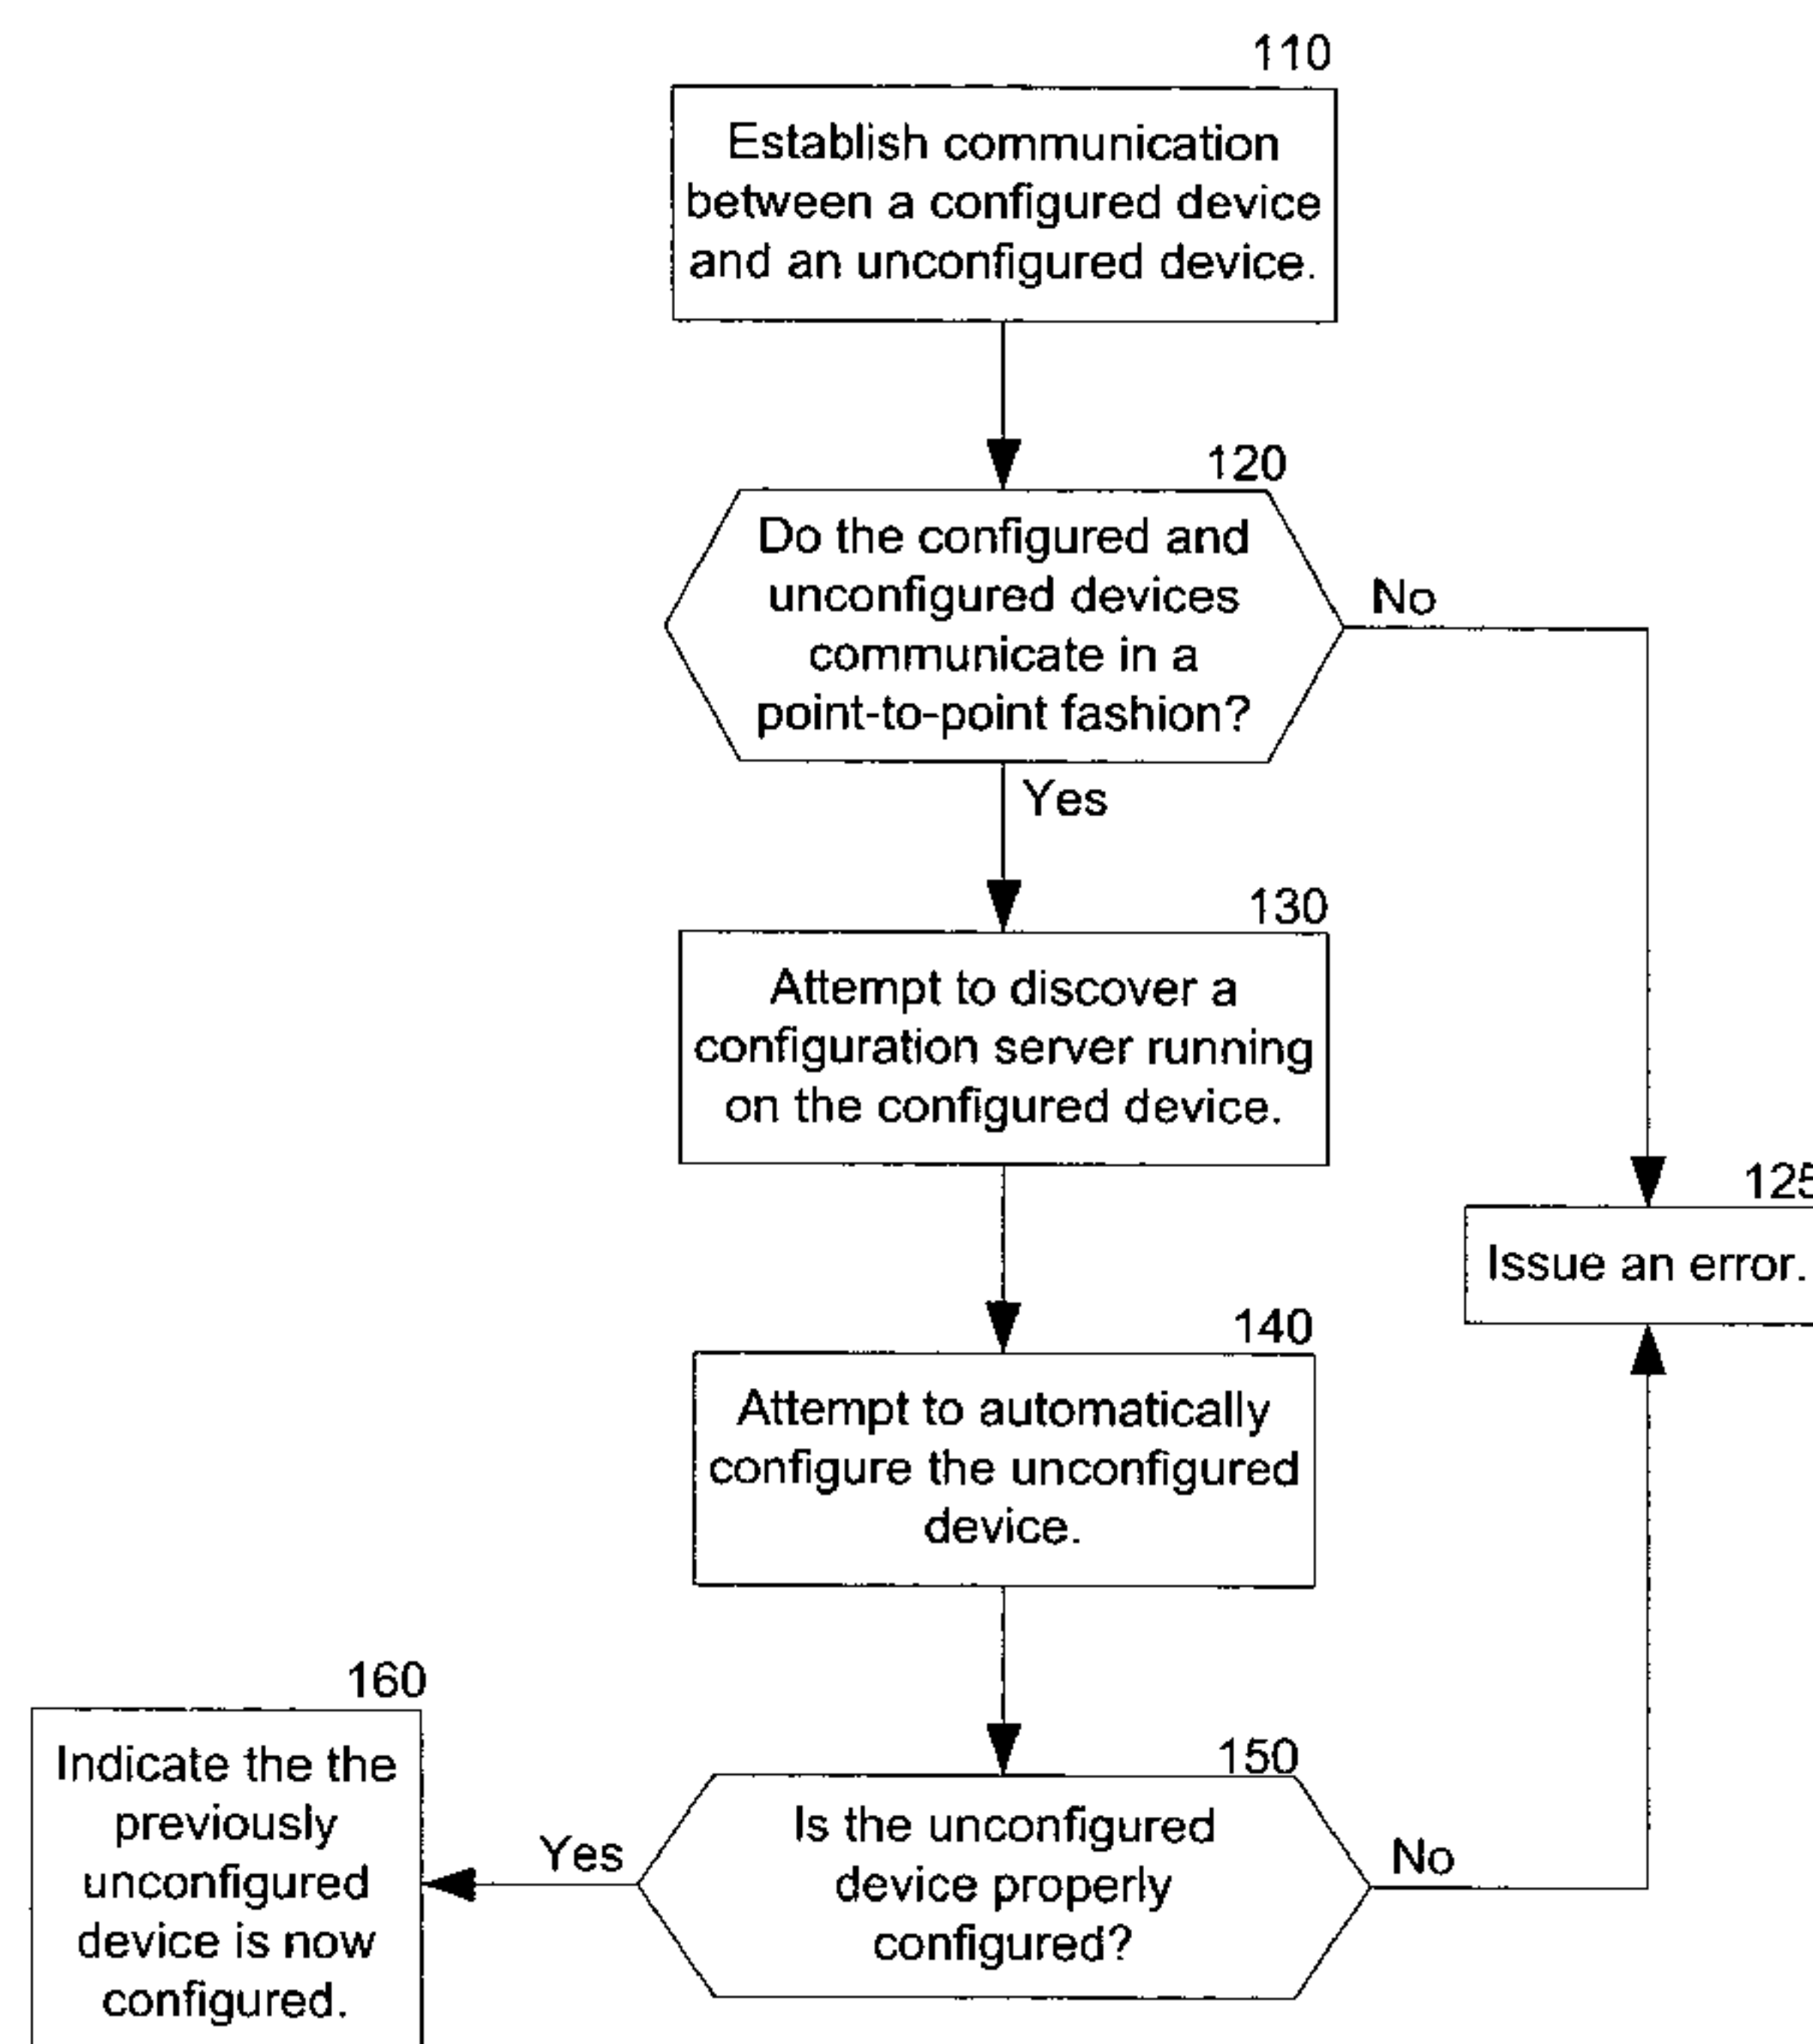 110
Establish communication
between a configured device
and an unconfigured device.
120
Do the configured and
unconfigured devices
communicate in a
point-to-point fashion?
No
Yes
130
Attempt to discover a
configuration server running
on the configured device.
125
Issue an error.
140
Attempt to automatically
configure the unconfigured
device.
160
Indicate the the
previously
unconfigured
device is now
configured.
150
Is the unconfigured
device properly
configured?
Yes
No